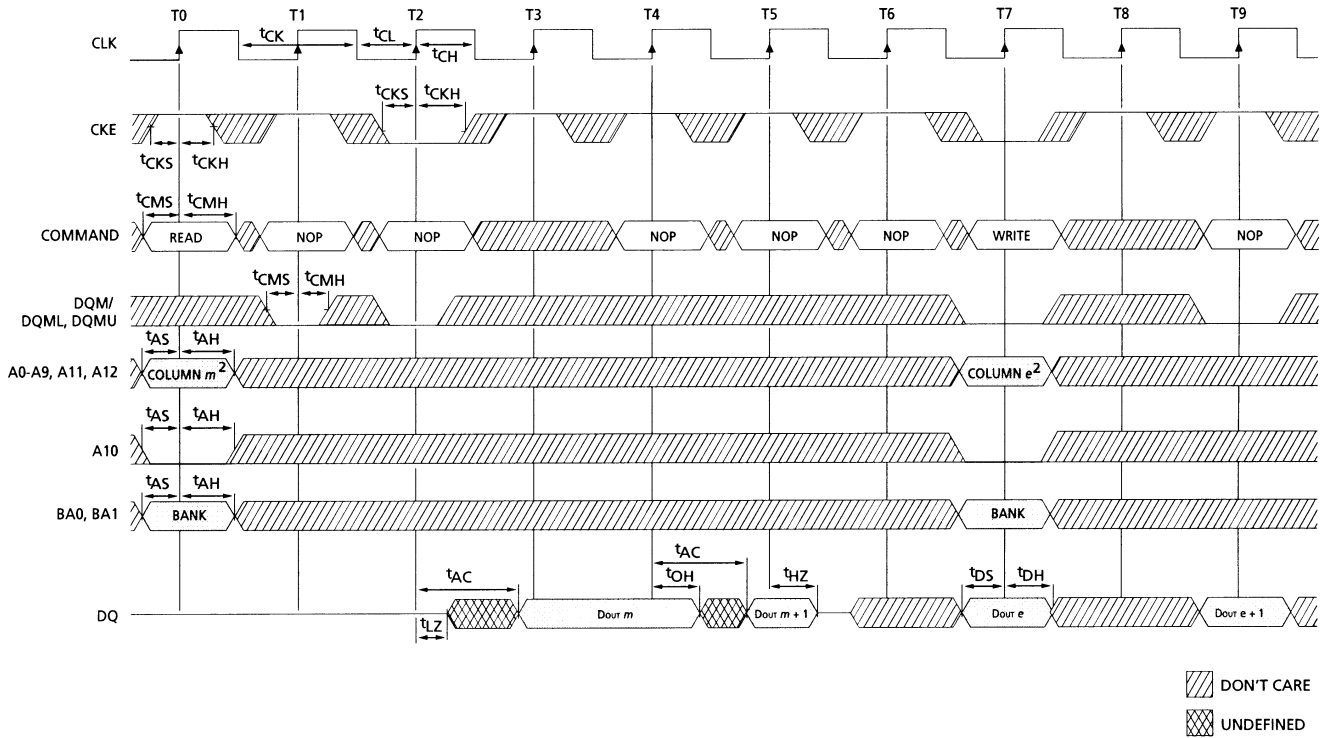 T0 T1 T2 T3 T4 T5 T6 T7 T8 T9
CLK
tCK tCL
tCH
tCKS tCKH
CKE
tCKS tCKH
tCMS tCMH
COMMAND READ NOP NOP NOP NOP NOP WRITE NOP
tCMS tCMH
DQM/
DQML, DQMU
tAS tAH
A0-A9, A11, A12 COLUMN m2 COLUMN e2
tAS tAH
A10
tAS tAH
BA0, BA1 BANK BANK
tAC
tAC tOH tHZ tDS tDH
DQ DOUT m DOUT m + 1 DOUT e DOUT e + 1
tLZ
DON'T CARE
UNDEFINED